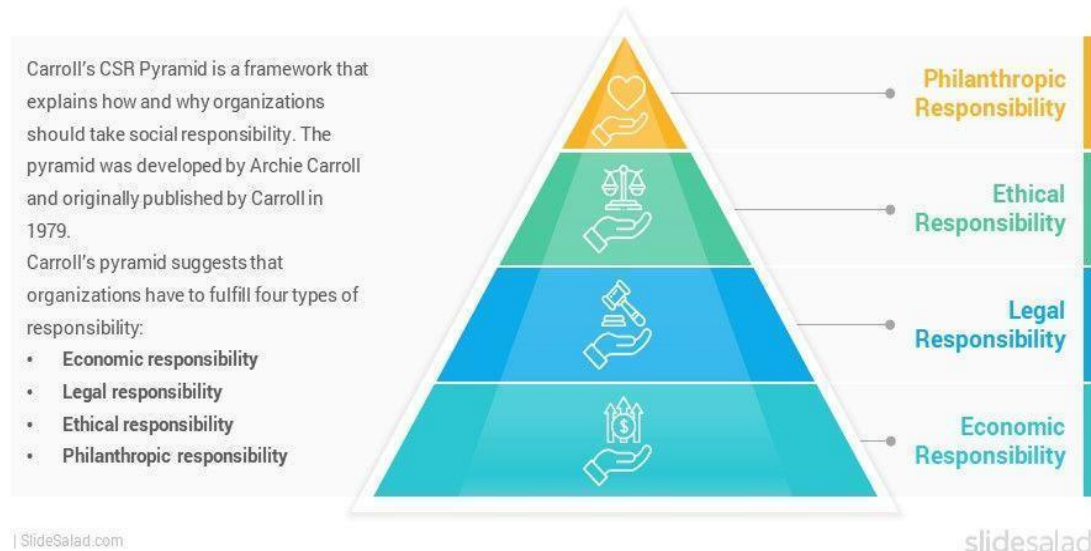 Carroll's CSR Pyramid is a framework that
explains how and why organizations
should take social responsibility. The
pyramid was developed by Archie Carroll
and originally published by Carroll in
1979.
Carroll's pyramid suggests that
organizations have to fulfill four types of
responsibility:
• Economic responsibility
• Legal responsibility
• Ethical responsibility
• Philanthropic responsibility
Philanthropic
Responsibility
Ethical
Responsibility
Legal
Responsibility
$
Economic
Responsibility
| SlideSalad.com
slidesalad